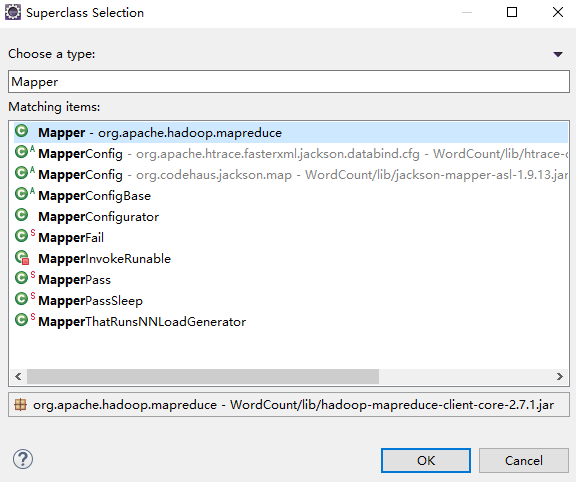 Superclass Selection
Choose a type:
Mapper
Matching items:
Mapper - org.apache.hadoop.mapreduce
MapperConfig - org.apache.htrace.fasterxml.jackson.databind.cfg - WordCount/lib/htrace-c
MapperConfig - org.codehaus.jackson.map - WordCount/lib/jackson-mapper-asl-1.9.13.jar
MapperConfigBase
MapperConfigurator
MapperFail
MapperInvokeRunable
MapperPass
MapperPassSleep
MapperThatRunsNNLoadGenerator
org.apache.hadoop.mapreduce - WordCount/lib/hadoop-mapreduce-client-core-2.7.1.jar
OK
Cancel